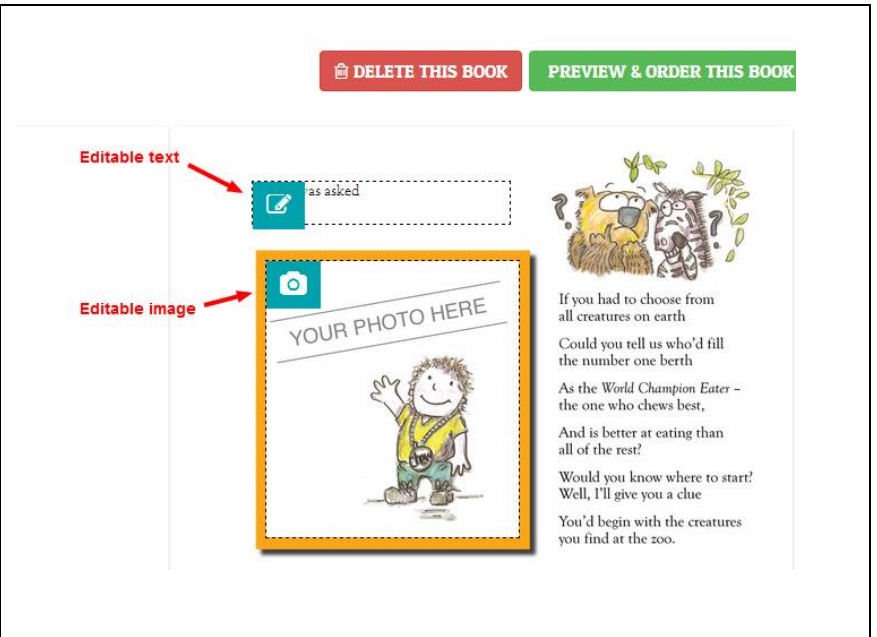 DELETE THIS BOOK
PREVIEW & ORDER THIS BOOK
Editable text
as asked
Editable image
YOUR PHOTO HERE
If you had to choose from
all creatures on earth
Could you tell us who'd fill
the number one berth
As the World Champion Eater –
the one who chews best,
And is better at eating than
all of the rest?
Would you know where to start?
Well, I'll give you a clue
You'd begin with the creatures
you find at the zoo.
? ?